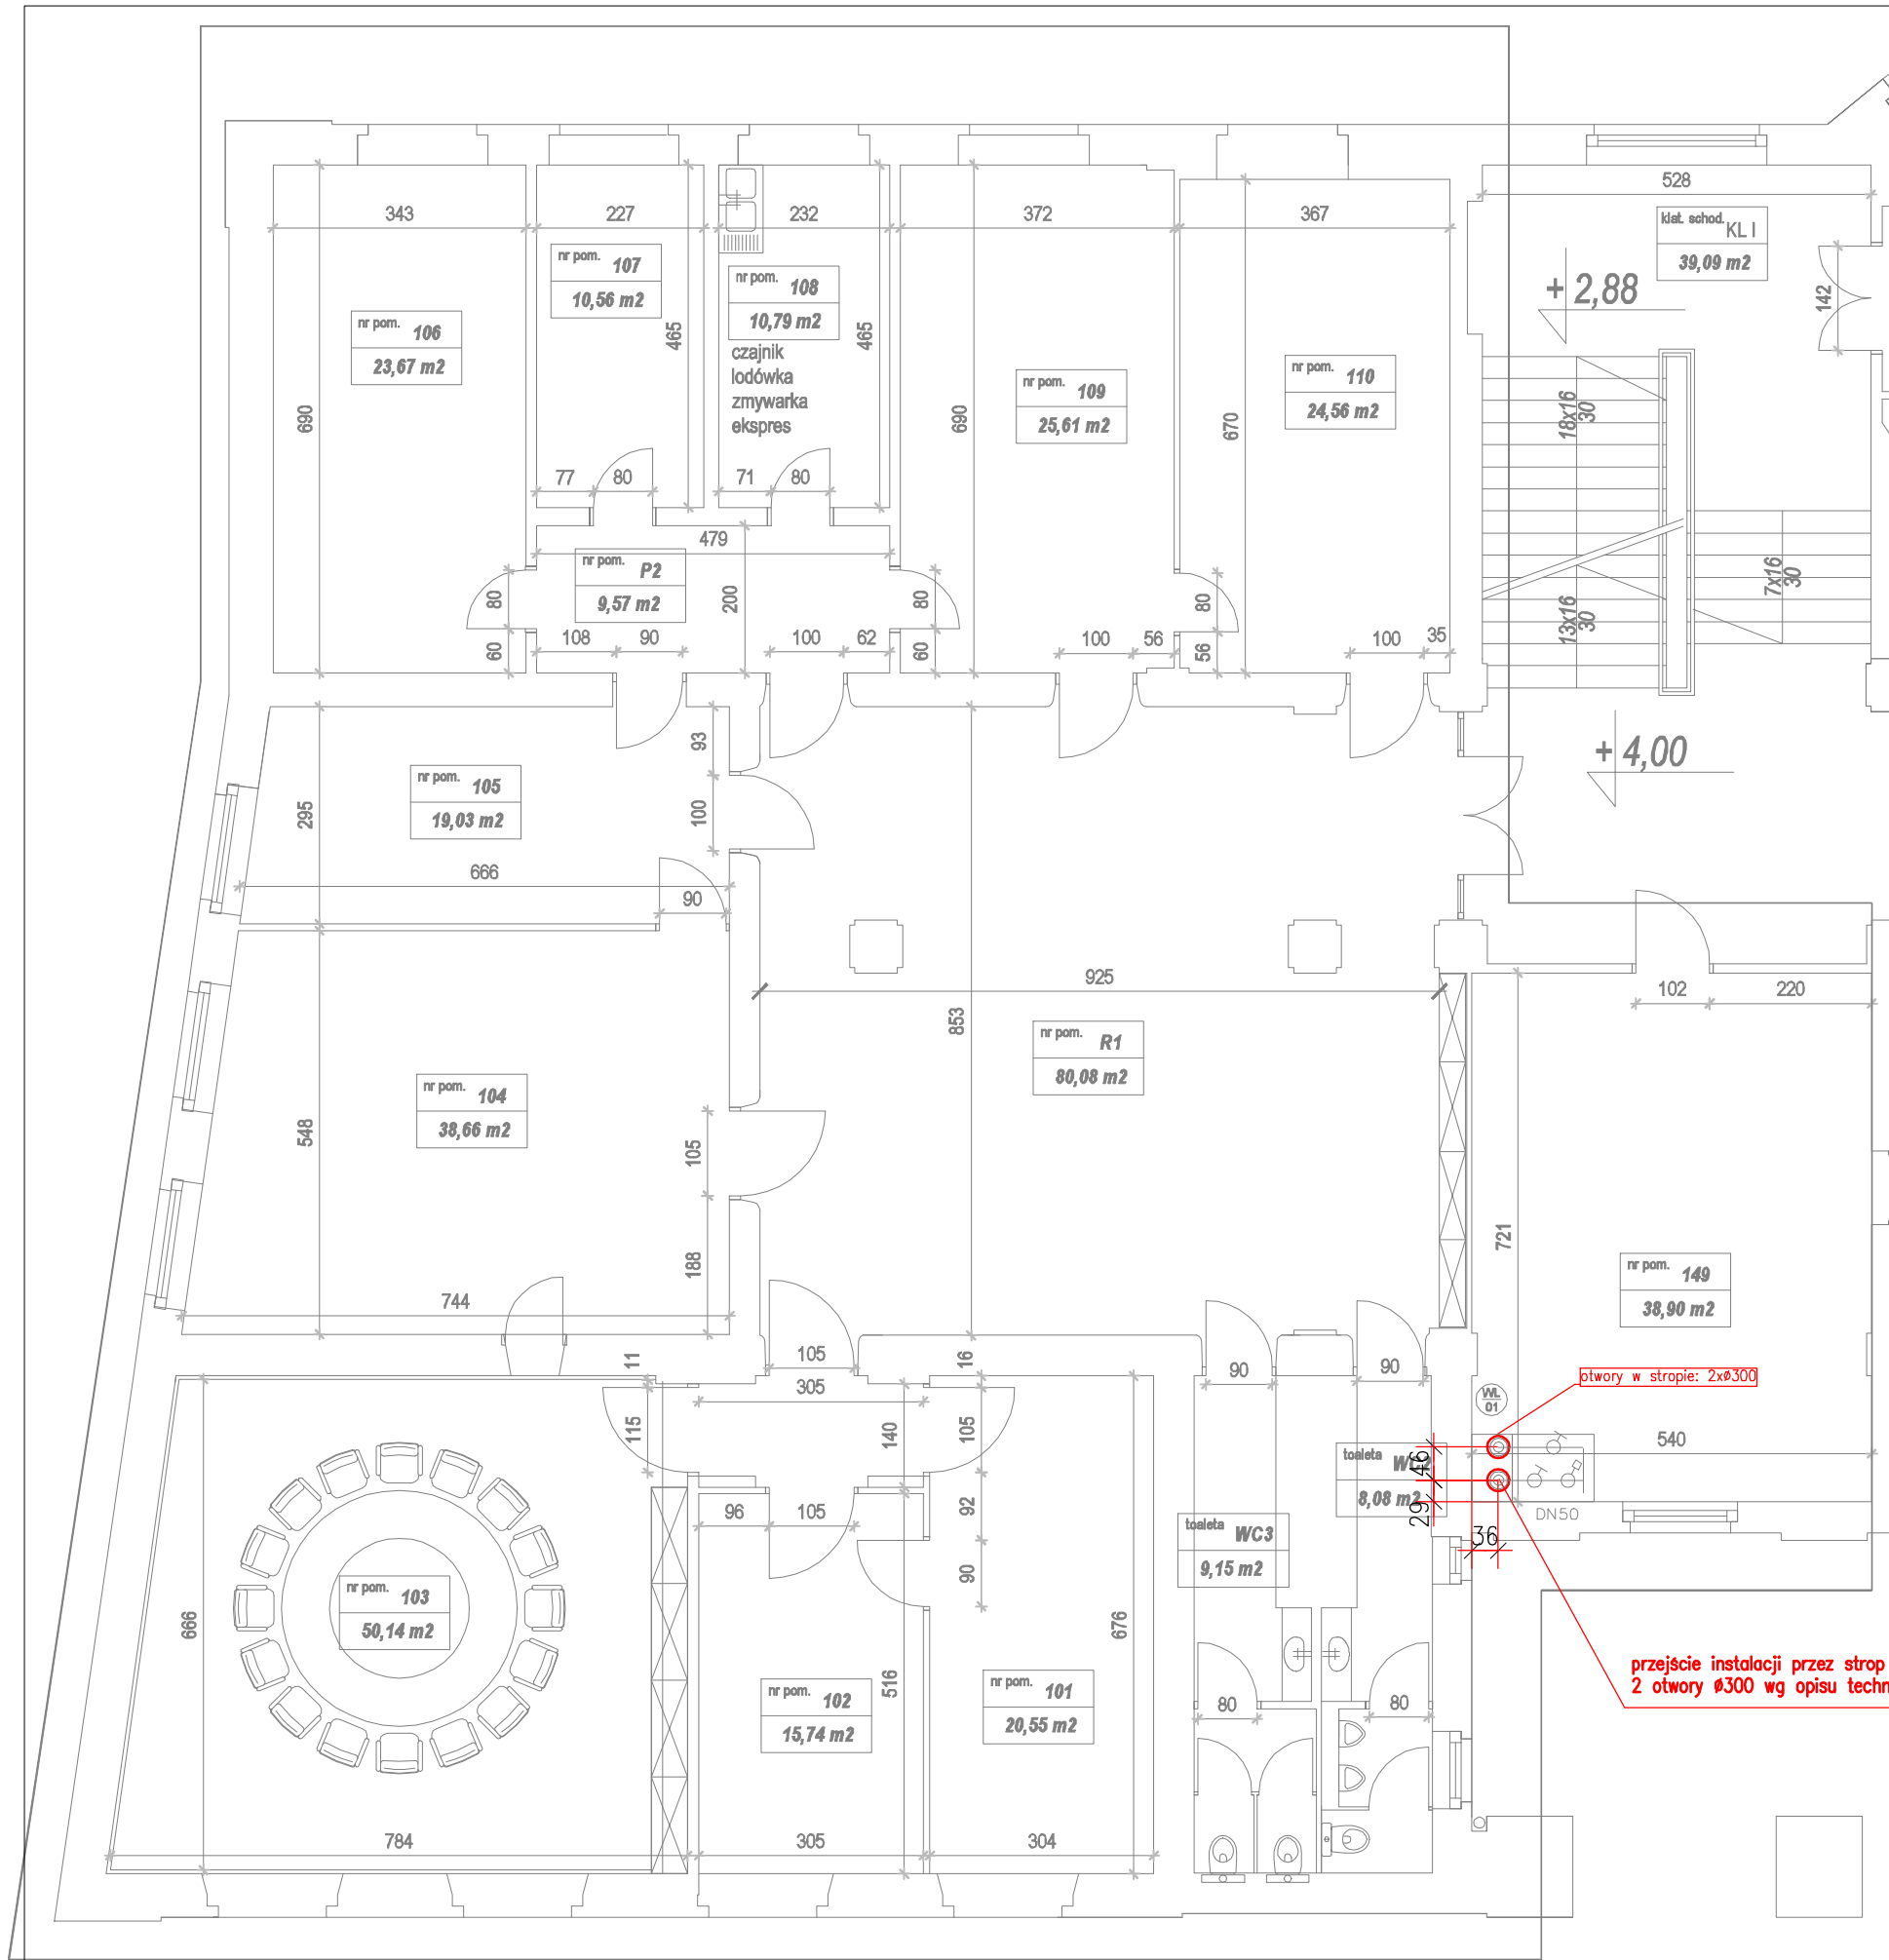 528
343
227
232
372
367
klat. schod. KL I
39,09 m2
nr pom. 107
10,56 m2
nr pom. 108
10,79 m2
+ 2,88
142
nr pom. 106
23,67 m2
465
465
czajnik
lodówka
zmywarka
ekspres
nr pom. 109
25,61 m2
nr pom. 110
24,56 m2
690
690
670
18x16
30
77
80
71
80
479
nr pom. P2
9,57 m2
7x16
30
13x16
30
80
200
80
80
60
108
90
100
62
60
100
56
56
100
35
93
+ 4,00
nr pom. 105
19,03 m2
295
100
666
90
925
102
220
853
nr pom. R1
80,08 m2
nr pom. 104
38,66 m2
548
105
721
188
nr pom. 149
38,90 m2
744
11
105
16
90
90
otwory w stropie: 2xø300
305
WL
01
115
140
105
540
toaleta
46
8,08 m2
29
DN50
96
105
92
36
toaleta WC3
9,15 m2
90
nr pom. 103
50,14 m2
666
676
516
przejście instalacji przez strop
2 otwory ø300 wg opisu techn
nr pom. 102
15,74 m2
nr pom. 101
20,55 m2
80
80
784
305
304